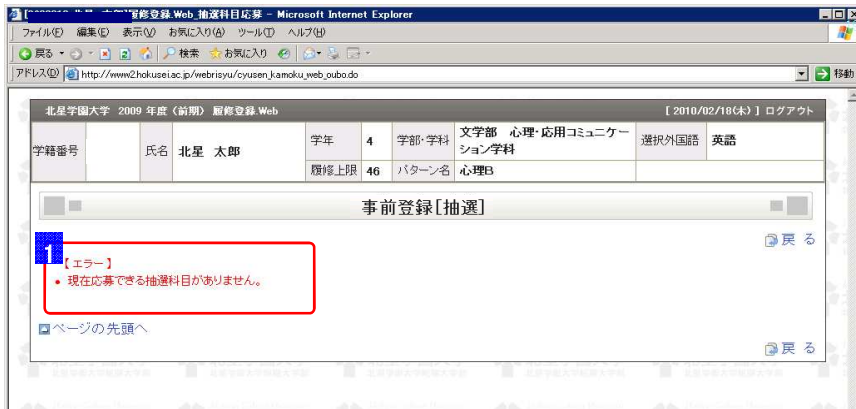 履修登録.Web_抽選科目応募 - Microsoft Internet Explorer
ファイル(F) 編集(E) 表示(V) お気に入り(A) ツール(T) ヘルプ(H)
戻る 検索 お気に入り
アドレス(D) http://www2.hokusei.ac.jp/webrisyu/cyusen_kamoku_web_oubo.do 移動
北星学園大学 2009 年度(前期) 履修登録.Web [ 2010/02/18(木) ] ログアウト
学籍番号 氏名 北星 太郎 学年 4 学部・学科 文学部 心理・応用コミュニケーション学科 選択外国語 英語
履修上限 46 パターン名 心理B
事前登録[抽選]
戻 る
1
【エラー】
• 現在応募できる抽選科目がありません。
ページの先頭へ
戻 る